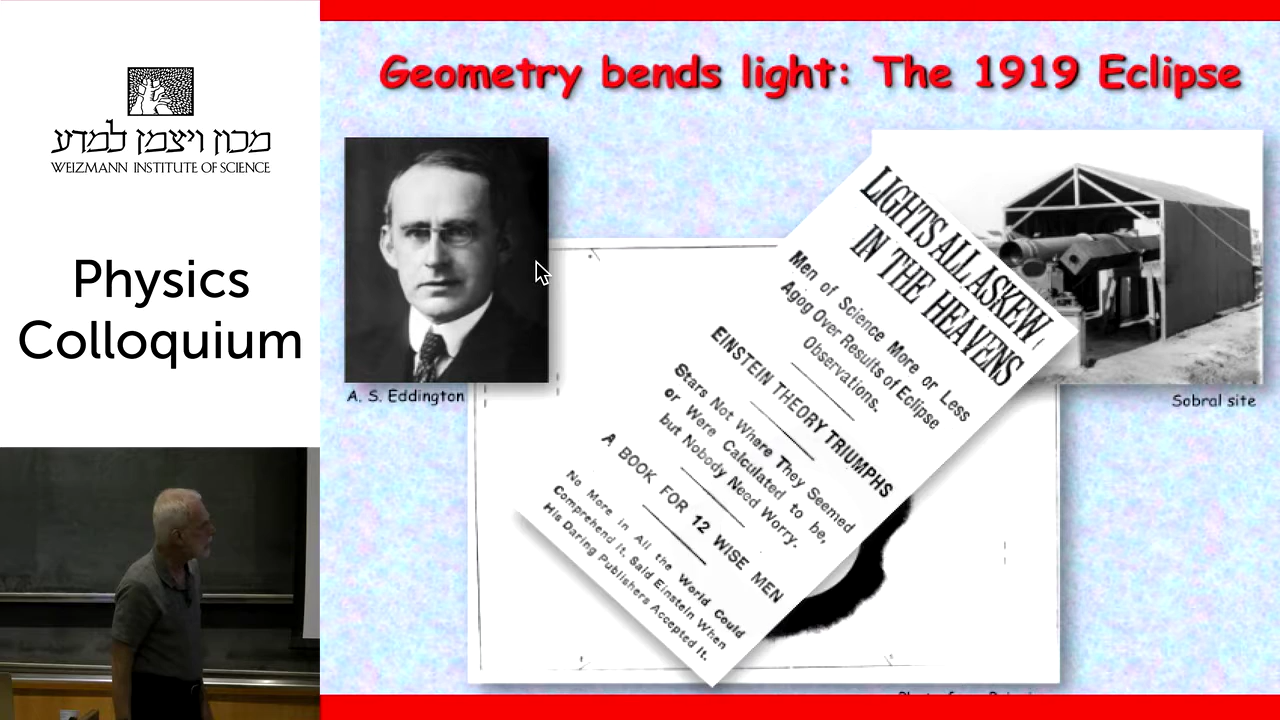 מכון ויצמן למדע
WEIZMANN INSTITUTE OF SCIENCE
Physics
Colloquium
Geometry bends light: The 1919 Eclipse
A. S. Eddington
LIGHTS ALL ASKEW
IN THE HEAVENS
Men of Science More or Less
Agog Over Results of Eclipse
Observations.
EINSTEIN THEORY TRIUMPHS
Stars Not Where They Seemed
or Were Calculated to be,
but Nobody Need Worry.
A BOOK FOR 12 WISE MEN
No More in All the World Could
Comprehend It, Said Einstein When
His Daring Publishers Accepted It.
Sobral site